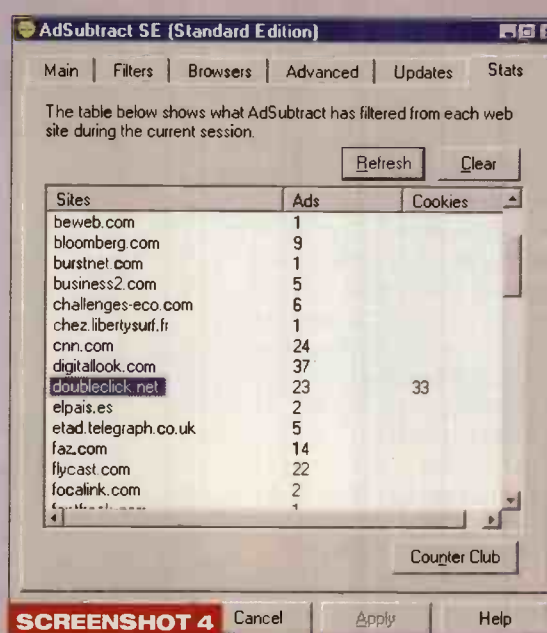 AdSubtract SE (Standard Edition)
Main Filters Browsers Advanced Updates Stats
The table below shows what AdSubtract has filtered from each web
site during the current session.
Refresh Clear
Sites Ads Cookies
beweb.com 1
bloomberg.com 9
burstnet.com 1
business2.com 5
challenges-eco.com 6
chez.libertysurf.fr 1
cnn.com 24
digitallook.com 37
doubleclick.net 23 33
elpais.es 2
etad.telegraph.co.uk 5
faz.com 14
flycast.com 22
focalink.com 2
Counter Club
SCREENSHOT 4 Cancel Apply Help